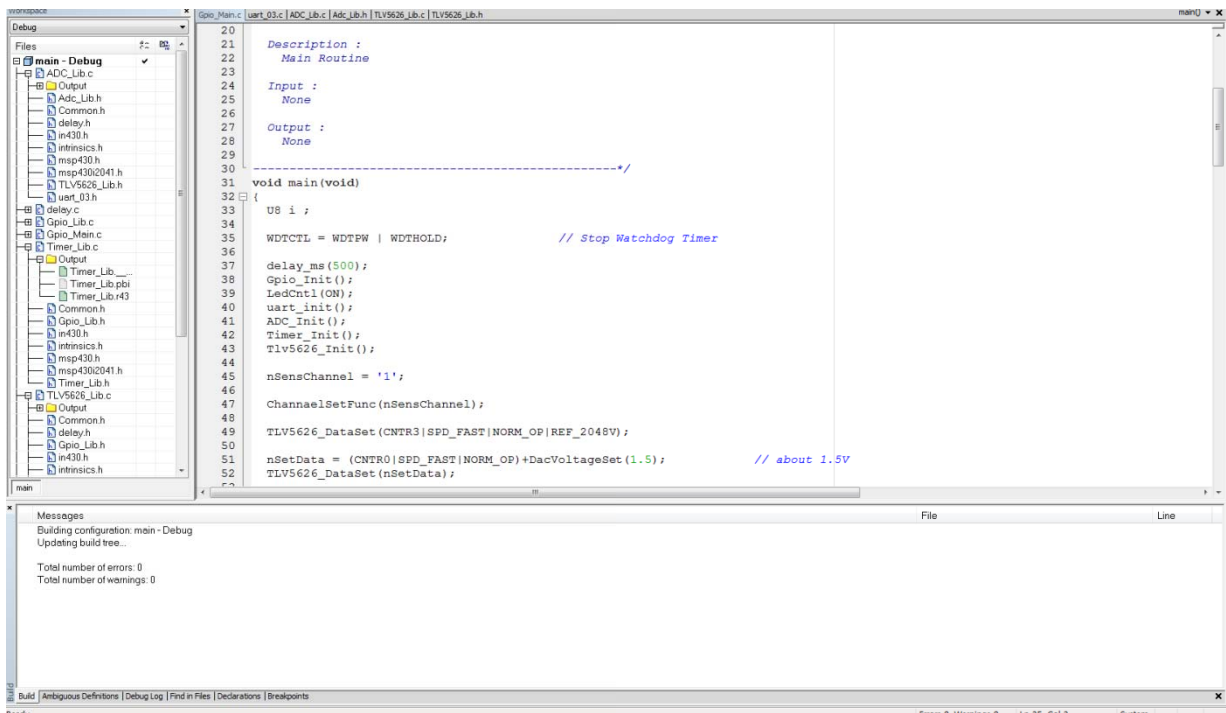 Workspace
Debug
Files
main - Debug
ADC_Lib.c
Output
Adc_Lib.h
Common.h
delay.h
in430.h
intrinsics.h
msp430.h
msp430i2041.h
TLV5626_Lib.h
uart_03.h
delay.c
Gpio_Lib.c
Gpio_Main.c
Timer_Lib.c
Output
Timer_Lib.__...
Timer_Lib.pbi
Timer_Lib.r43
Common.h
Gpio_Lib.h
in430.h
intrinsics.h
msp430.h
msp430i2041.h
Timer_Lib.h
TLV5626_Lib.c
Output
Common.h
delay.h
Gpio_Lib.h
in430.h
intrinsics.h
main
Gpio_Main.c | uart_03.c | ADC_Lib.c | Adc_Lib.h | TLV5626_Lib.c | TLV5626_Lib.h main()
20
21 Description :
22 Main Routine
23
24 Input :
25 None
26
27 Output :
28 None
29
30 --------------------------------------------------*/
31 void main(void)
32 {
33 U8 i ;
34
35 WDTCTL = WDTPW | WDTHOLD; // Stop Watchdog Timer
36
37 delay_ms(500);
38 Gpio_Init();
39 LedCntl(ON);
40 uart_init();
41 ADC_Init();
42 Timer_Init();
43 Tlv5626_Init();
44
45 nSensChannel = '1';
46
47 ChannaelSetFunc(nSensChannel);
48
49 TLV5626_DataSet(CNTR3|SPD_FAST|NORM_OP|REF_2048V);
50
51 nSetData = (CNTR0|SPD_FAST|NORM_OP)+DacVoltageSet(1.5); // about 1.5V
52 TLV5626_DataSet(nSetData);
Messages File Line
Building configuration: main - Debug
Updating build tree...
Total number of errors: 0
Total number of warnings: 0
Build
Build | Ambiguous Definitions | Debug Log | Find in Files | Declarations | Breakpoints